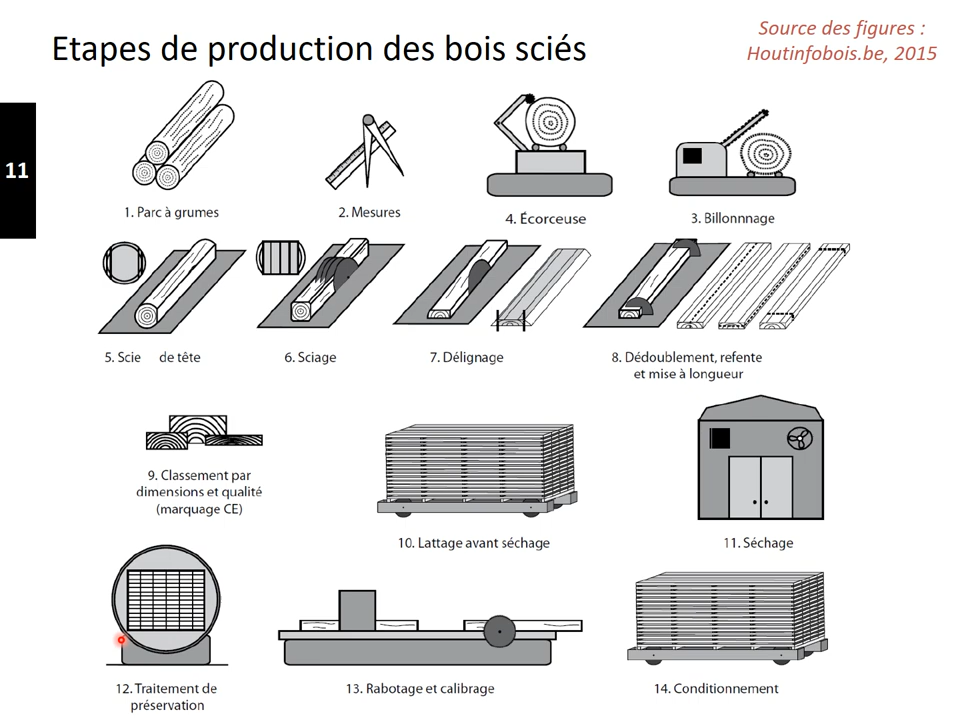 Etapes de production des bois sciés
Source des figures :
Houtinfobois.be, 2015
11
1. Parc à grumes
2. Mesures
4. Écorceuse
3. Billonnnage
5. Scie de tête
6. Sciage
7. Délignage
8. Dédoublement, refente
et mise à longueur
9. Classement par
dimensions et qualité
(marquage CE)
10. Lattage avant séchage
11. Séchage
12. Traitement de
préservation
13. Rabotage et calibrage
14. Conditionnement